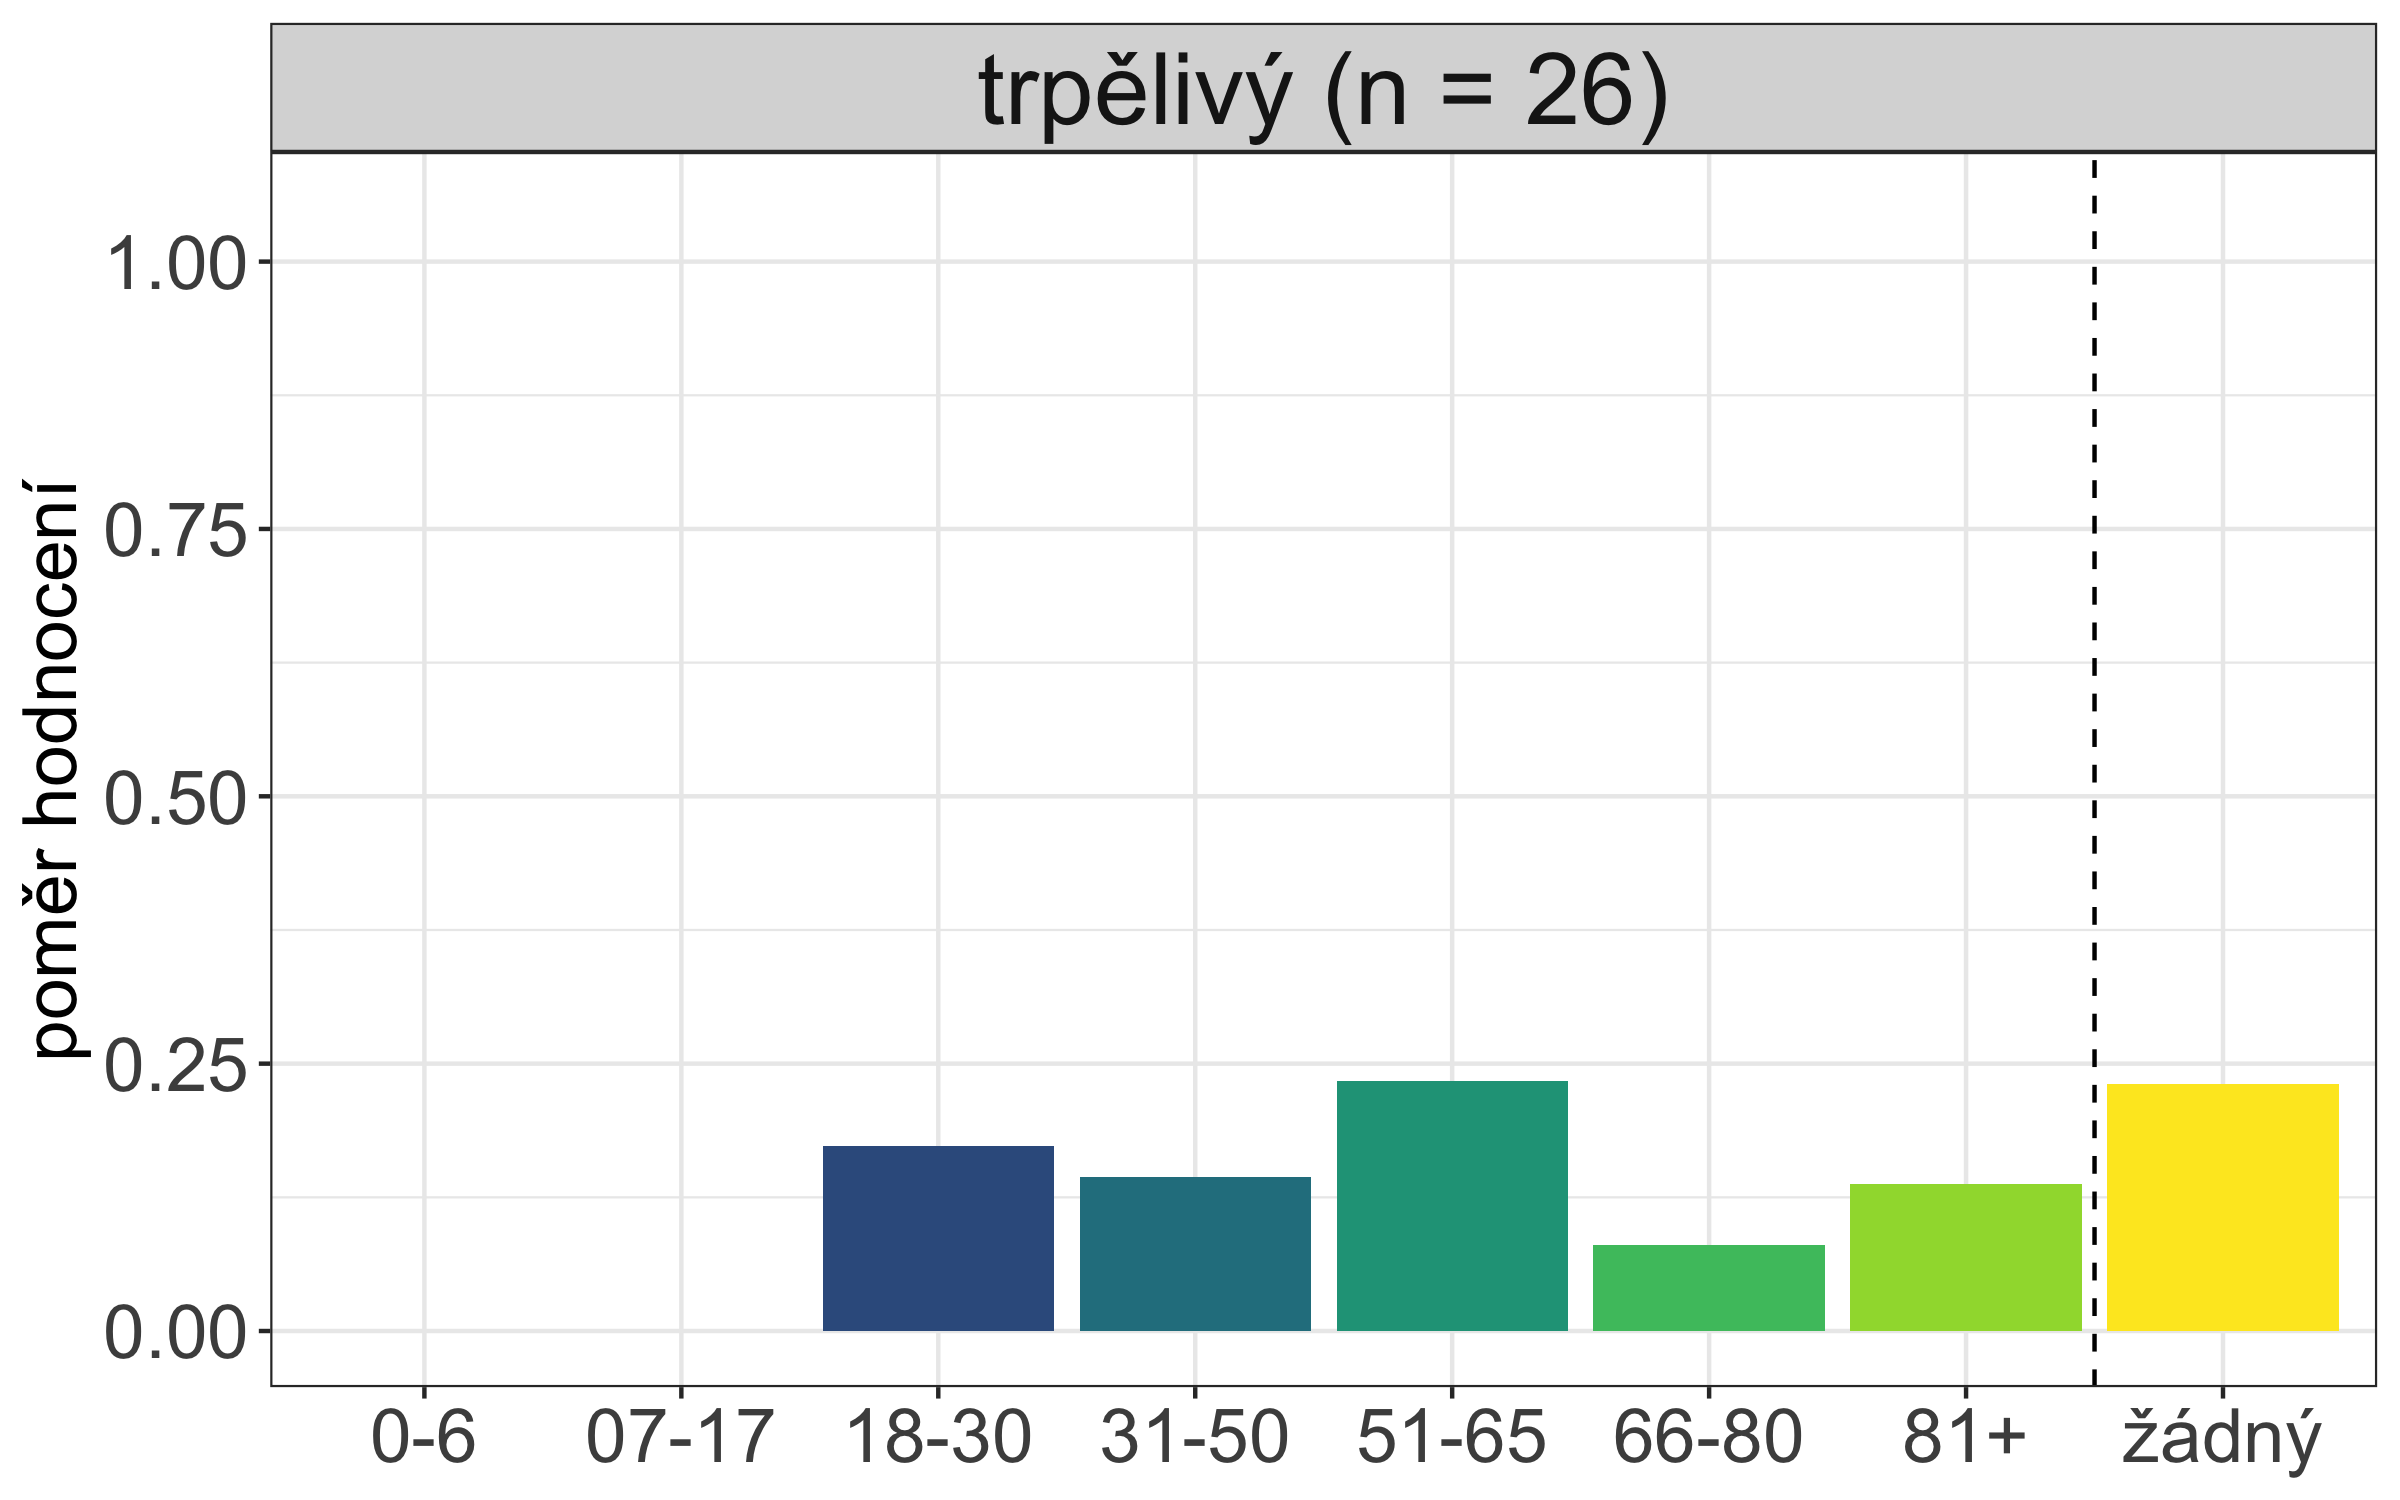 trpělivý (n = 26)
poměr hodnocení
1.00
0.75
0.50
0.25
0.00
0-6 07-17 18-30 31-50 51-65 66-80 81+ žádný